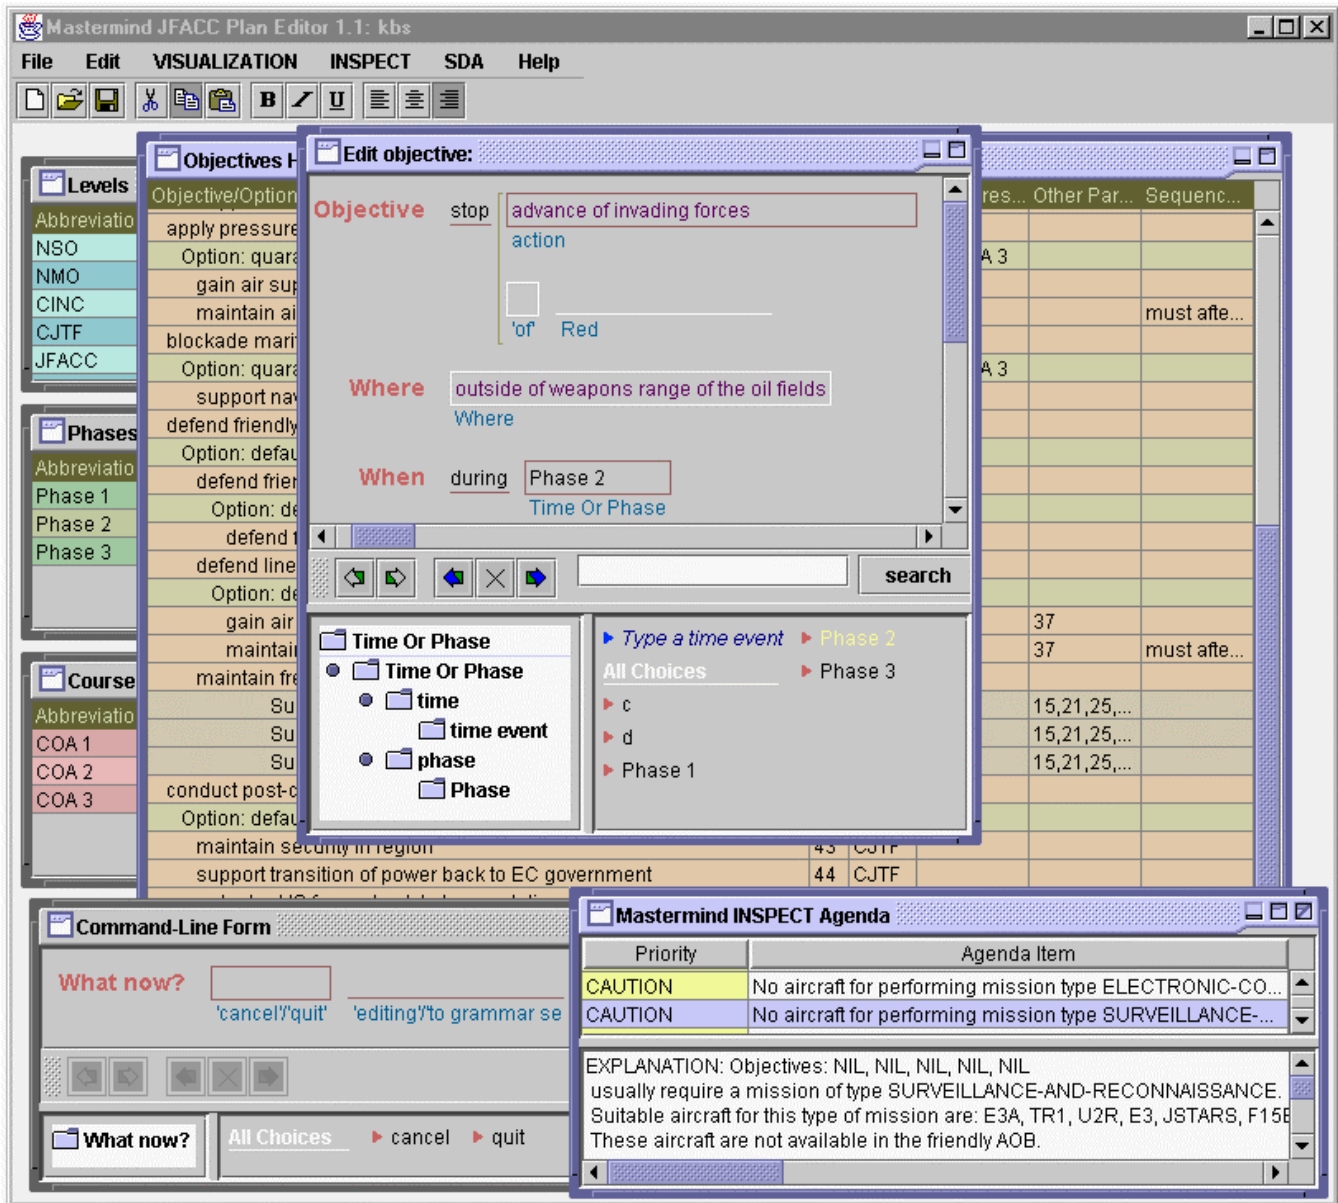 Mastermind JFACC Plan Editor 1.1: kbs
File Edit VISUALIZATION INSPECT SDA Help
B I U
Levels
Abbreviatio
NSO
NMO
CINC
CJTF
JFACC
Phases
Abbreviatio
Phase 1
Phase 2
Phase 3
Course
Abbreviatio
COA 1
COA 2
COA 3
Objectives H
Objective/Option res... Other Par... Sequenc...
apply pressure
Option: quara A 3
gain air sup
maintain ai must afte...
blockade mari
Option: quara A 3
support nav
defend friendly
Option: defau
defend frier
Option: de
defend t
defend line
Option: de
gain air 37
maintai 37 must afte...
maintain fre
Su 15,21,25,...
Su 15,21,25,...
Su 15,21,25,...
conduct post-c
Option: defau
maintain security in region 43 CJTF
support transition of power back to EC government 44 CJTF
Edit objective:
Objective stop advance of invading forces
action
'of' Red
Where outside of weapons range of the oil fields
Where
When during Phase 2
Time Or Phase
search
Time Or Phase
Time Or Phase
time
time event
phase
Phase
Type a time event Phase 2
All Choices Phase 3
c
d
Phase 1
Command-Line Form
What now?
'cancel'/'quit' 'editing'/'to grammar se
What now? All Choices cancel quit
Mastermind INSPECT Agenda
Priority Agenda Item
CAUTION No aircraft for performing mission type ELECTRONIC-CO...
CAUTION No aircraft for performing mission type SURVEILLANCE-...
EXPLANATION: Objectives: NIL, NIL, NIL, NIL, NIL
usually require a mission of type SURVEILLANCE-AND-RECONNAISSANCE.
Suitable aircraft for this type of mission are: E3A, TR1, U2R, E3, JSTARS, F15E
These aircraft are not available in the friendly AOB.